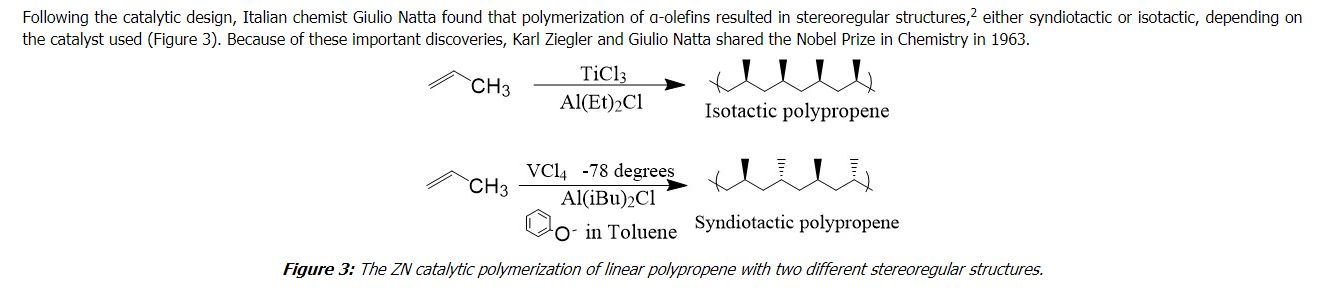 Following the catalytic design, Italian chemist Giulio Natta found that polymerization of α-olefins resulted in stereoregular structures,² either syndiotactic or isotactic, depending on
the catalyst used (Figure 3). Because of these important discoveries, Karl Ziegler and Giulio Natta shared the Nobel Prize in Chemistry in 1963.
CH₃
TiCl₃
Al(Et)₂Cl
Isotactic polypropene
CH₃
VCl₄ -78 degrees
Al(iBu)₂Cl
O⁻ in Toluene
Syndiotactic polypropene
Figure 3: The ZN catalytic polymerization of linear polypropene with two different stereoregular structures.